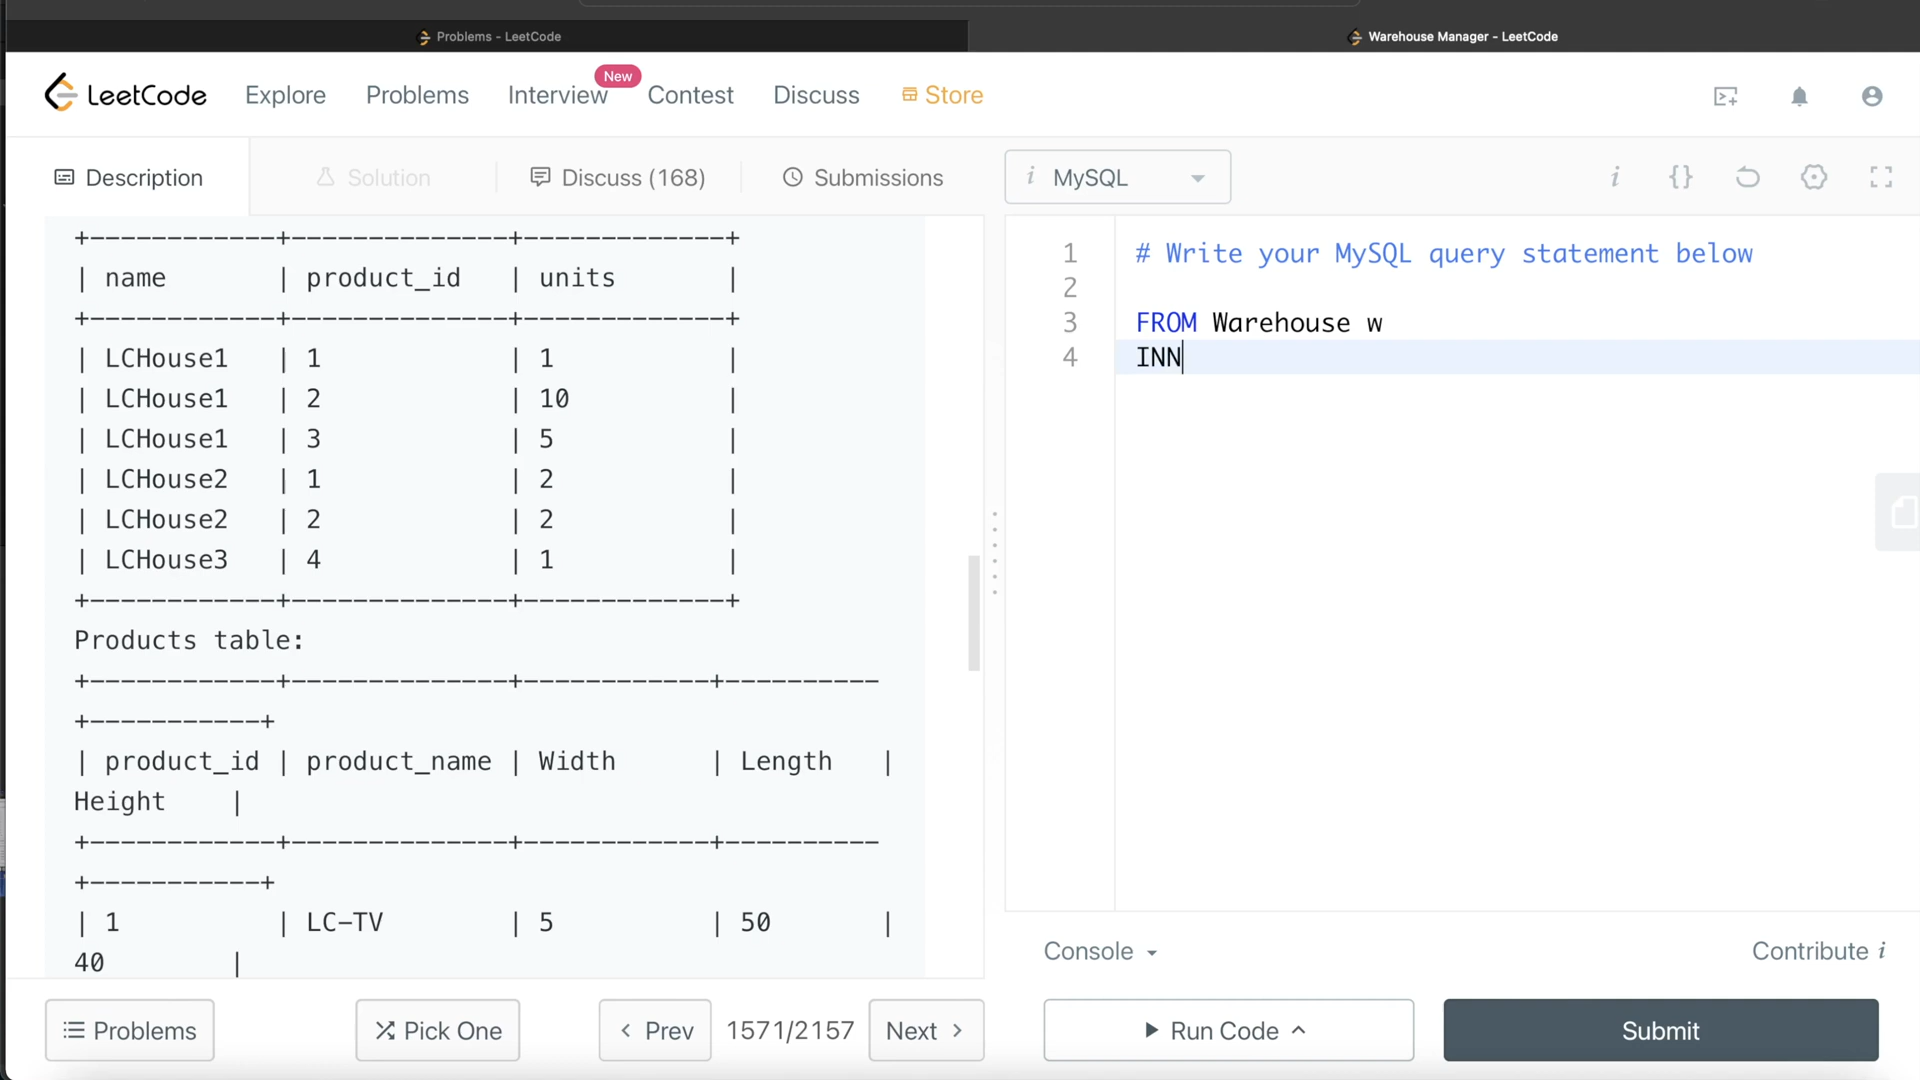 Problems - LeetCode
Warehouse Manager - LeetCode
LeetCode Explore Problems Interview New Contest Discuss Store
Description Solution Discuss (168) Submissions
i MySQL
i {}
+------------+--------------+-------------+
| name | product_id | units |
+------------+--------------+-------------+
| LCHouse1 | 1 | 1 |
| LCHouse1 | 2 | 10 |
| LCHouse1 | 3 | 5 |
| LCHouse2 | 1 | 2 |
| LCHouse2 | 2 | 2 |
| LCHouse3 | 4 | 1 |
+------------+--------------+-------------+
Products table:
+------------+--------------+------------+----------
+-----------+
| product_id | product_name | Width | Length |
Height |
+------------+--------------+------------+----------
+-----------+
| 1 | LC-TV | 5 | 50 |
40 |
1 # Write your MySQL query statement below
2
3 FROM Warehouse w
4 INN
Console
Contribute i
Problems
Pick One
< Prev
1571/2157
Next >
Run Code
Submit